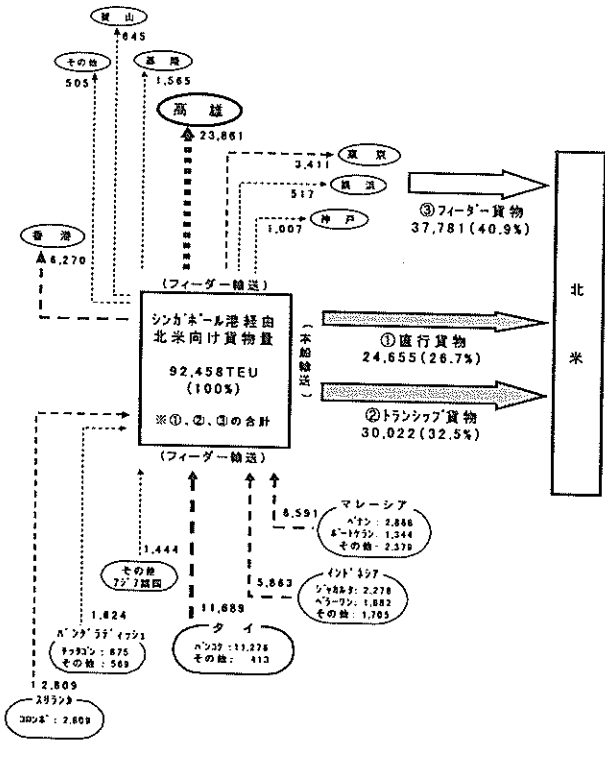 釜山
645
その他
505
基隆
1,565
高雄
23,861
東京
3,411
横浜
517
神戸
1,007
香港
6,270
③フィーダー貨物
37,781(40.9%)
北米
(フィーダー輸送)
シンガポール港経由
北米向け貨物量
92,458TEU
(100%)
※①、②、③の合計
(本船輸送)
①直行貨物
24,655(26.7%)
②トランシップ貨物
30,022(32.5%)
(フィーダー輸送)
6,591
マレーシア
ペナン:2,868
ポートケラン:1,344
その他:2,379
1,444
その他
アジア諸国
5,863
インドネシア
ジャカルタ:2,276
ベラーワン:1,882
その他:1,705
11,689
タイ
バンコク:11,276
その他: 413
1,624
バングラディッシュ
その他:569
2,809
スリランカ
コロンボ:2,809